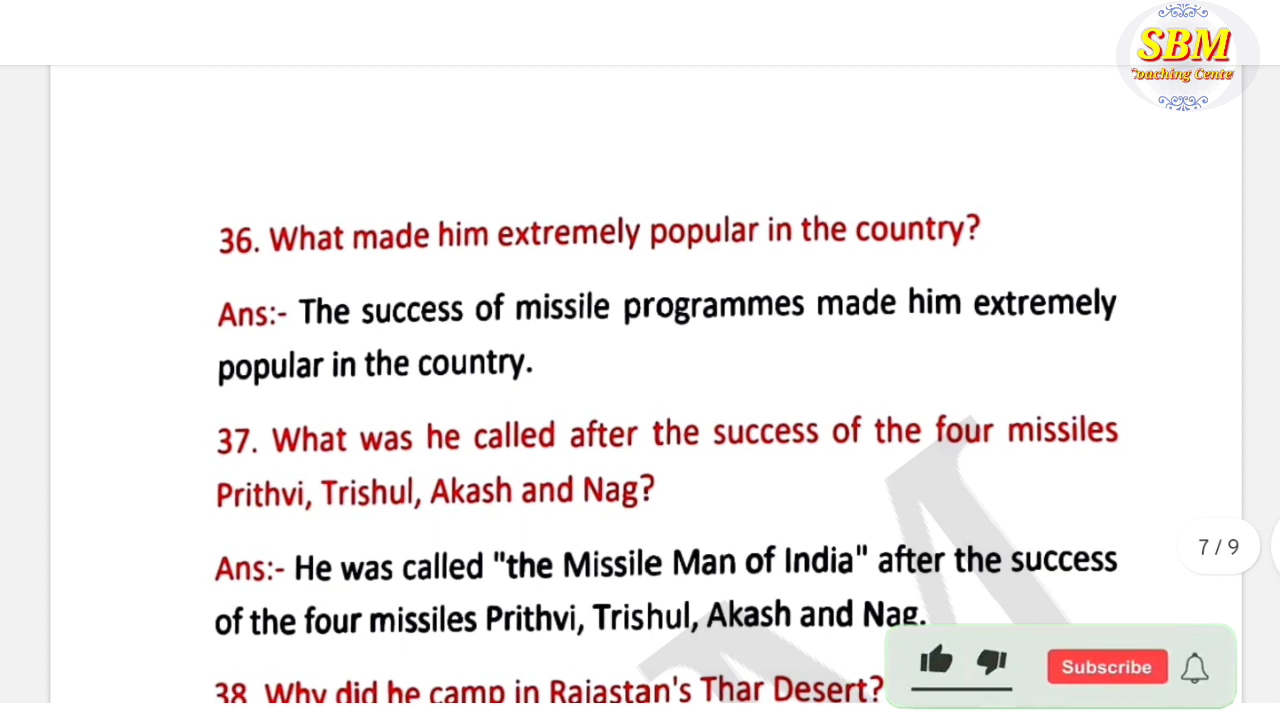 SBM
Coaching Cente
36. What made him extremely popular in the country?
Ans:- The success of missile programmes made him extremely
popular in the country.
37. What was he called after the success of the four missiles
Prithvi, Trishul, Akash and Nag?
Ans:- He was called "the Missile Man of India" after the success
of the four missiles Prithvi, Trishul, Akash and Nag.
7 / 9
38. Why did he camp in Rajastan's Thar Desert?
Subscribe